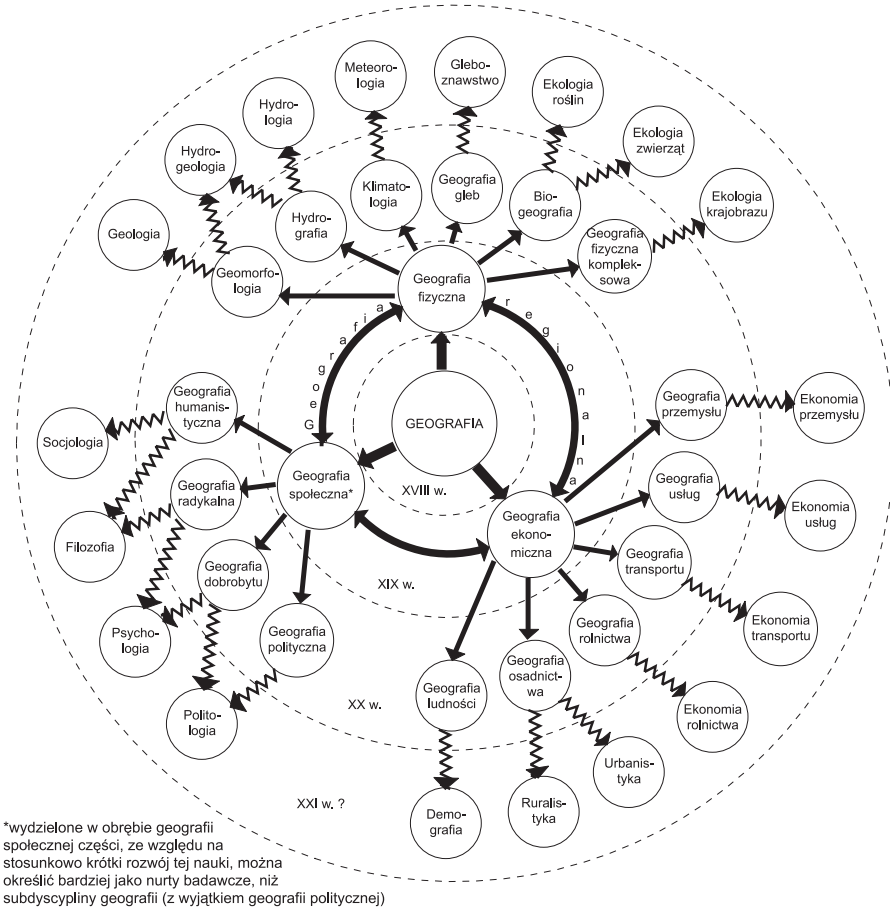 Meteoro-
logia
Glebo-
znawstwo
Ekologia
roślin
Hydro-
logia
Ekologia
zwierząt
Hydro-
geologia
Klimato-
logia
Geografia
gleb
Bio-
geografia
Ekologia
krajobrazu
Geologia
Hydro-
grafia
Geografia
fizyczna
komplek-
sowa
Geomorfo-
logia
Geografia
fizyczna
Geografia
regionalna
Geografia
humanis-
tyczna
Geografia
przemysłu
Ekonomia
przemysłu
Socjologia
GEOGRAFIA
Geografia
społeczna*
XVIII w.
Geografia
radykalna
Geografia
usług
Ekonomia
usług
Geografia
ekono-
miczna
Filozofia
Geografia
dobrobytu
XIX w.
Geografia
transportu
Ekonomia
transportu
Psycho-
logia
Geografia
polityczna
Geografia
rolnictwa
Geografia
ludności
Geografia
osadnict-
wa
Polito-
logia
XX w.
Ekonomia
rolnictwa
Urbanis-
tyka
XXI w. ?
Demo-
grafia
Ruralis-
tyka
*wydzielone w obrębie geografii
społecznej części, ze względu na
stosunkowo krótki rozwój tej nauki, można
określić bardziej jako nurty badawcze, niż
subdyscypliny geografii (z wyjątkiem geografii politycznej)